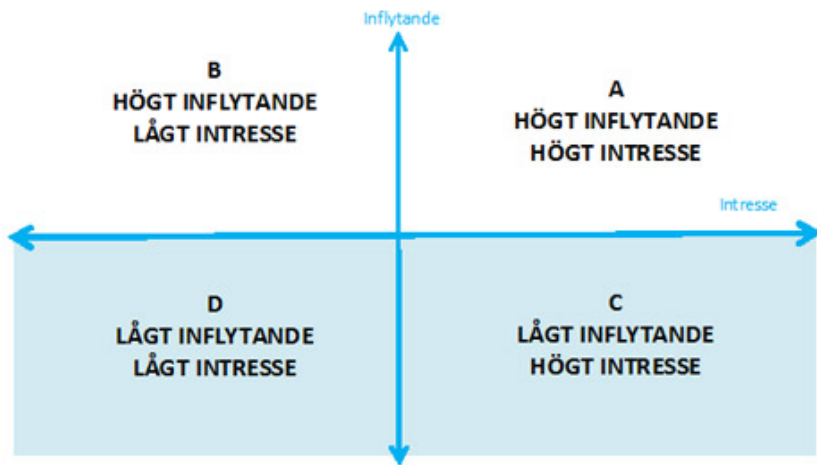 Inflytande
B
HÖGT INFLYTANDE
LÅGT INTRESSE
A
HÖGT INFLYTANDE
HÖGT INTRESSE
Intresse
D
LÅGT INFLYTANDE
LÅGT INTRESSE
C
LÅGT INFLYTANDE
HÖGT INTRESSE